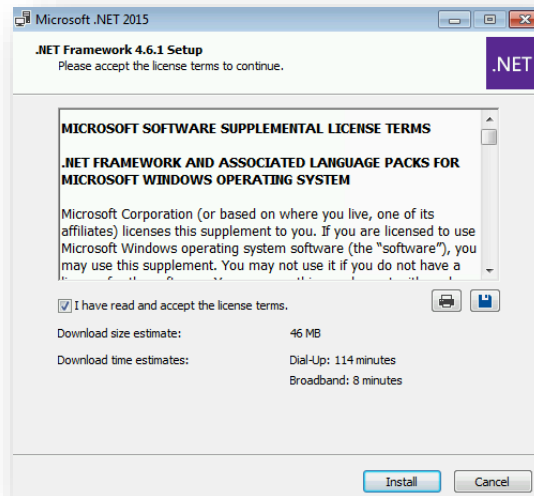 Microsoft .NET 2015
.NET Framework 4.6.1 Setup
Please accept the license terms to continue.
.NET
MICROSOFT SOFTWARE SUPPLEMENTAL LICENSE TERMS
.NET FRAMEWORK AND ASSOCIATED LANGUAGE PACKS FOR
MICROSOFT WINDOWS OPERATING SYSTEM
Microsoft Corporation (or based on where you live, one of its
affiliates) licenses this supplement to you. If you are licensed to use
Microsoft Windows operating system software (the “software”), you
may use this supplement. You may not use it if you do not have a
I have read and accept the license terms.
Download size estimate: 46 MB
Download time estimates: Dial-Up: 114 minutes
Broadband: 8 minutes
Install Cancel